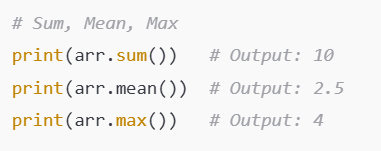 # Sum, Mean, Max
print(arr.sum())   # Output: 10
print(arr.mean())  # Output: 2.5
print(arr.max())   # Output: 4